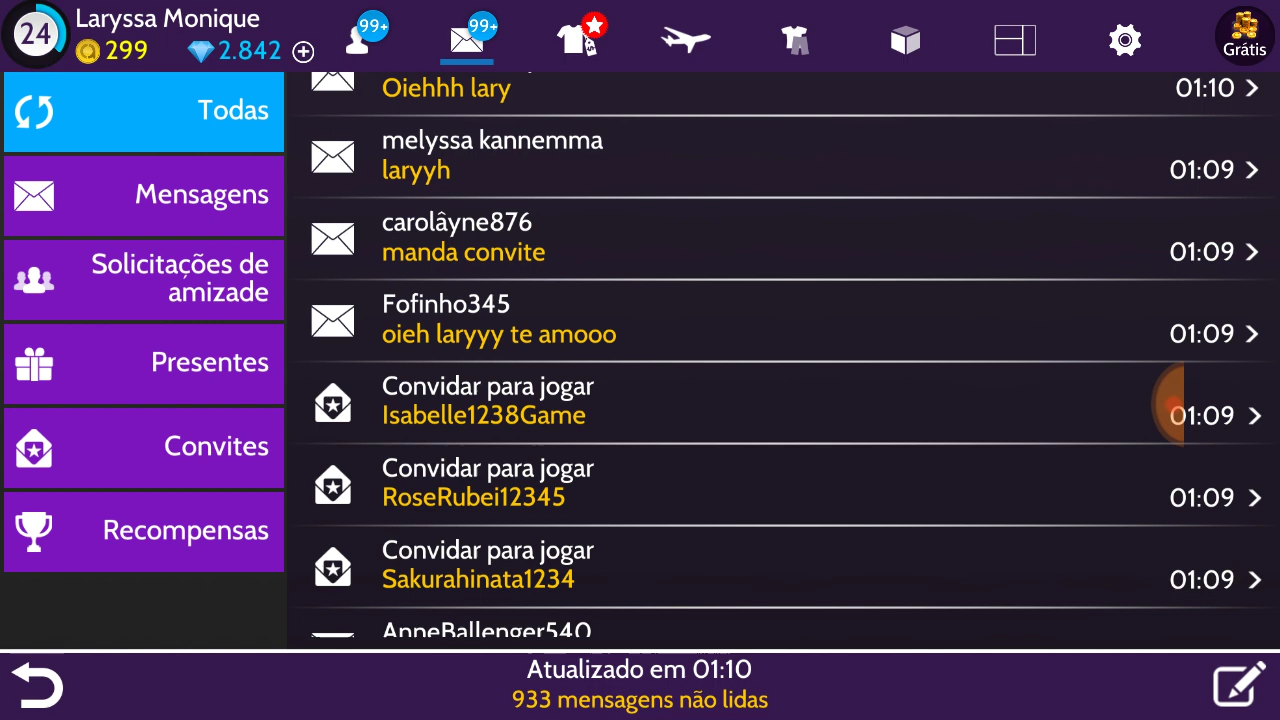 24
Laryssa Monique
299
2.842
99+
99+
Grátis
Todas
Mensagens
Solicitações de
amizade
Presentes
Convites
Recompensas
Oiehhh lary
01:10
melyssa kannemma
laryyh
01:09
carolâyne876
manda convite
01:09
Fofinho345
oieh laryyy te amooo
01:09
Convidar para jogar
Isabelle1238Game
01:09
Convidar para jogar
RoseRubei12345
01:09
Convidar para jogar
Sakurahinata1234
01:09
AnneBallenger540
Atualizado em 01:10
933 mensagens não lidas